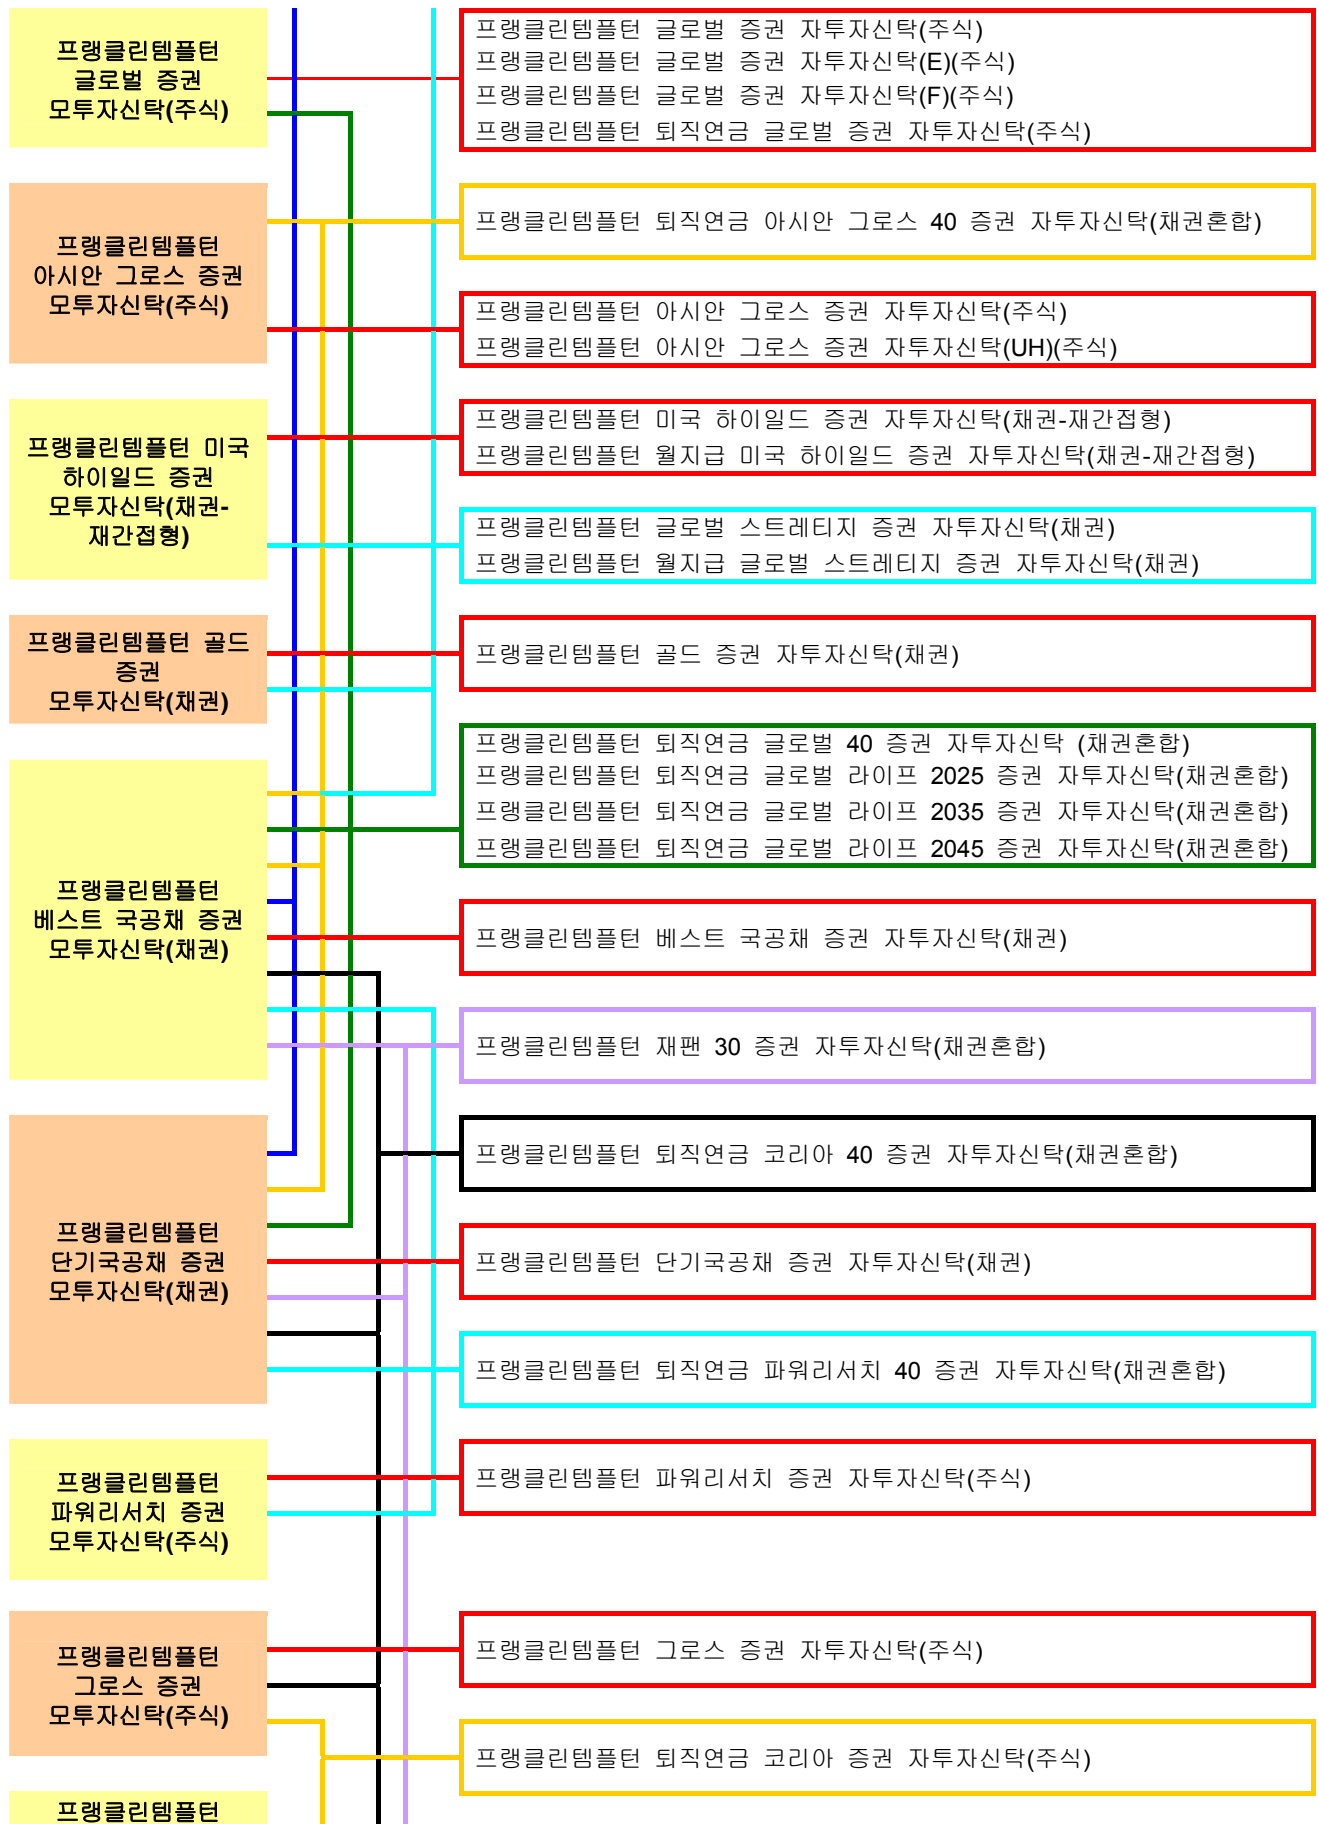 프랭클린템플턴
글로벌 증권
모투자신탁(주식)
프랭클린템플턴 글로벌 증권 자투자신탁(주식)
프랭클린템플턴 글로벌 증권 자투자신탁(E)(주식)
프랭클린템플턴 글로벌 증권 자투자신탁(F)(주식)
프랭클린템플턴 퇴직연금 글로벌 증권 자투자신탁(주식)
프랭클린템플턴
아시안 그로스 증권
모투자신탁(주식)
프랭클린템플턴 퇴직연금 아시안 그로스 40 증권 자투자신탁(채권혼합)
프랭클린템플턴 아시안 그로스 증권 자투자신탁(주식)
프랭클린템플턴 아시안 그로스 증권 자투자신탁(UH)(주식)
프랭클린템플턴 미국
하이일드 증권
모투자신탁(채권-
재간접형)
프랭클린템플턴 미국 하이일드 증권 자투자신탁(채권-재간접형)
프랭클린템플턴 월지급 미국 하이일드 증권 자투자신탁(채권-재간접형)
프랭클린템플턴 글로벌 스트레티지 증권 자투자신탁(채권)
프랭클린템플턴 월지급 글로벌 스트레티지 증권 자투자신탁(채권)
프랭클린템플턴 골드
증권
모투자신탁(채권)
프랭클린템플턴 골드 증권 자투자신탁(채권)
프랭클린템플턴 퇴직연금 글로벌 40 증권 자투자신탁 (채권혼합)
프랭클린템플턴 퇴직연금 글로벌 라이프 2025 증권 자투자신탁(채권혼합)
프랭클린템플턴 퇴직연금 글로벌 라이프 2035 증권 자투자신탁(채권혼합)
프랭클린템플턴 퇴직연금 글로벌 라이프 2045 증권 자투자신탁(채권혼합)
프랭클린템플턴
베스트 국공채 증권
모투자신탁(채권)
프랭클린템플턴 베스트 국공채 증권 자투자신탁(채권)
프랭클린템플턴 재팬 30 증권 자투자신탁(채권혼합)
프랭클린템플턴 퇴직연금 코리아 40 증권 자투자신탁(채권혼합)
프랭클린템플턴
단기국공채 증권
모투자신탁(채권)
프랭클린템플턴 단기국공채 증권 자투자신탁(채권)
프랭클린템플턴 퇴직연금 파워리서치 40 증권 자투자신탁(채권혼합)
프랭클린템플턴
파워리서치 증권
모투자신탁(주식)
프랭클린템플턴 파워리서치 증권 자투자신탁(주식)
프랭클린템플턴
그로스 증권
모투자신탁(주식)
프랭클린템플턴 그로스 증권 자투자신탁(주식)
프랭클린템플턴 퇴직연금 코리아 증권 자투자신탁(주식)
프랭클린템플턴